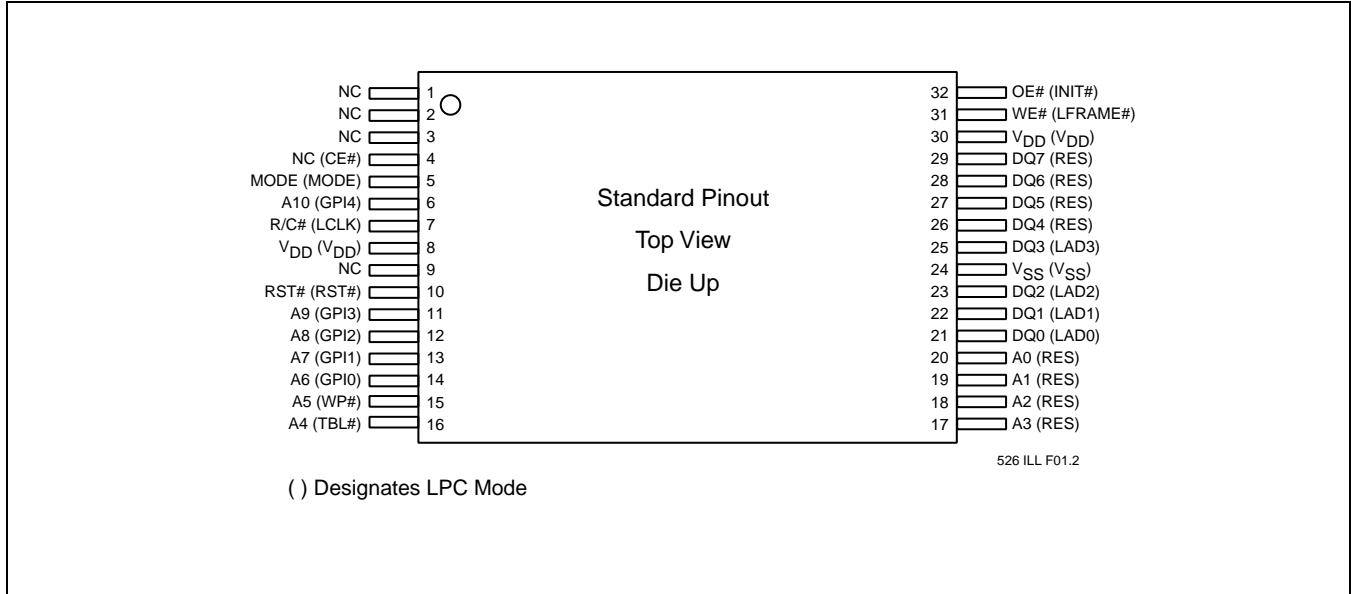 NC 1
NC 2
NC 3
NC (CE#) 4
MODE (MODE) 5
A10 (GPI4) 6
R/C# (LCLK) 7
VDD (VDD) 8
NC 9
RST# (RST#) 10
A9 (GPI3) 11
A8 (GPI2) 12
A7 (GPI1) 13
A6 (GPI0) 14
A5 (WP#) 15
A4 (TBL#) 16
Standard Pinout
Top View
Die Up
32 OE# (INIT#)
31 WE# (LFRAME#)
30 VDD (VDD)
29 DQ7 (RES)
28 DQ6 (RES)
27 DQ5 (RES)
26 DQ4 (RES)
25 DQ3 (LAD3)
24 VSS (VSS)
23 DQ2 (LAD2)
22 DQ1 (LAD1)
21 DQ0 (LAD0)
20 A0 (RES)
19 A1 (RES)
18 A2 (RES)
17 A3 (RES)
526 ILL F01.2
( ) Designates LPC Mode